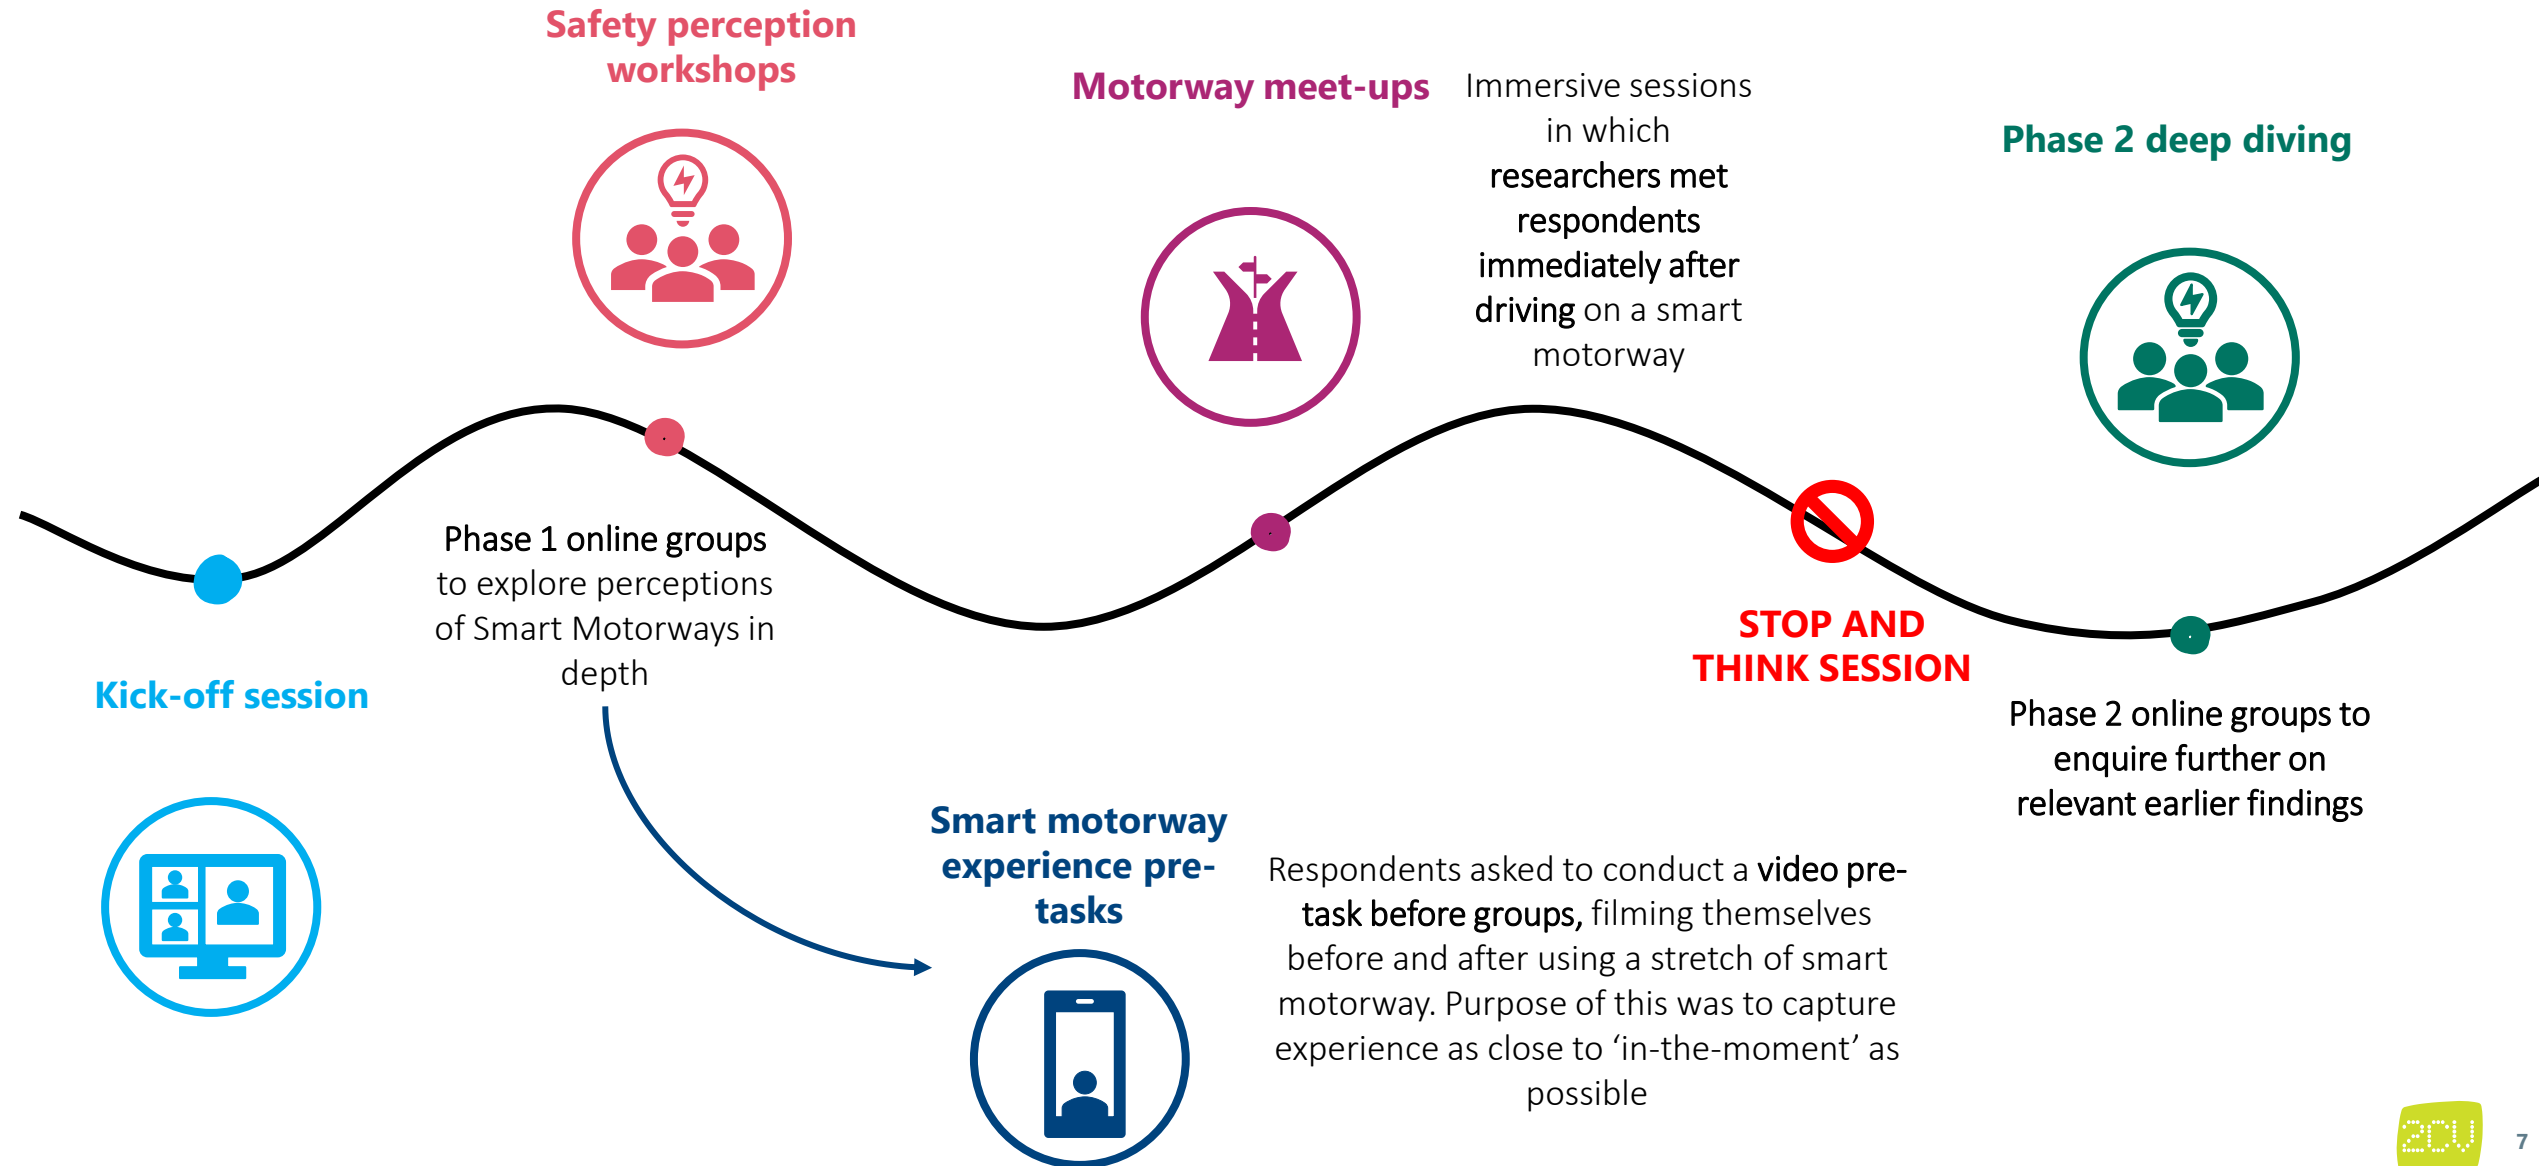 Safety perception
workshops
Motorway meet-ups
Immersive sessions
in which
researchers met
respondents
immediately after
driving on a smart
motorway
Phase 2 deep diving
Phase 1 online groups
to explore perceptions
of Smart Motorways in
depth
Kick-off session
STOP AND
THINK SESSION
Phase 2 online groups to
enquire further on
relevant earlier findings
Smart motorway
experience pre-
tasks
Respondents asked to conduct a video pre-
task before groups, filming themselves
before and after using a stretch of smart
motorway. Purpose of this was to capture
experience as close to ‘in-the-moment’ as
possible
2CV
7